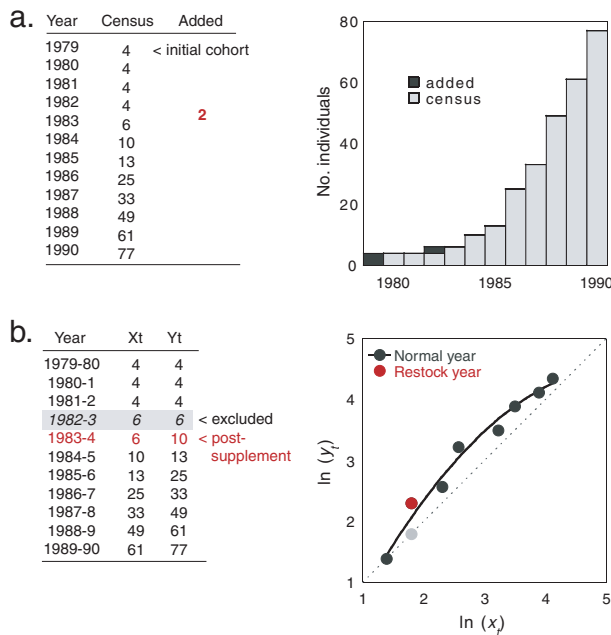 a.
Year Census Added
1979 4 < initial cohort
1980 4
1981 4
1982 4
2
1983 6
1984 10
1985 13
1986 25
1987 33
1988 49
1989 61
1990 77
No. individuals
80
60
40
20
0
added
census
1980 1985 1990
b.
Year Xt Yt
1979-80 4 4
1980-1 4 4
1981-2 4 4
1982-3 6 6 < excluded
1983-4 6 10 < post-
supplement
1984-5 10 13
1985-6 13 25
1986-7 25 33
1987-8 33 49
1988-9 49 61
1989-90 61 77
ln (yt)
5
4
3
2
1
Normal year
Restock year
1 2 3 4 5
ln (xt)